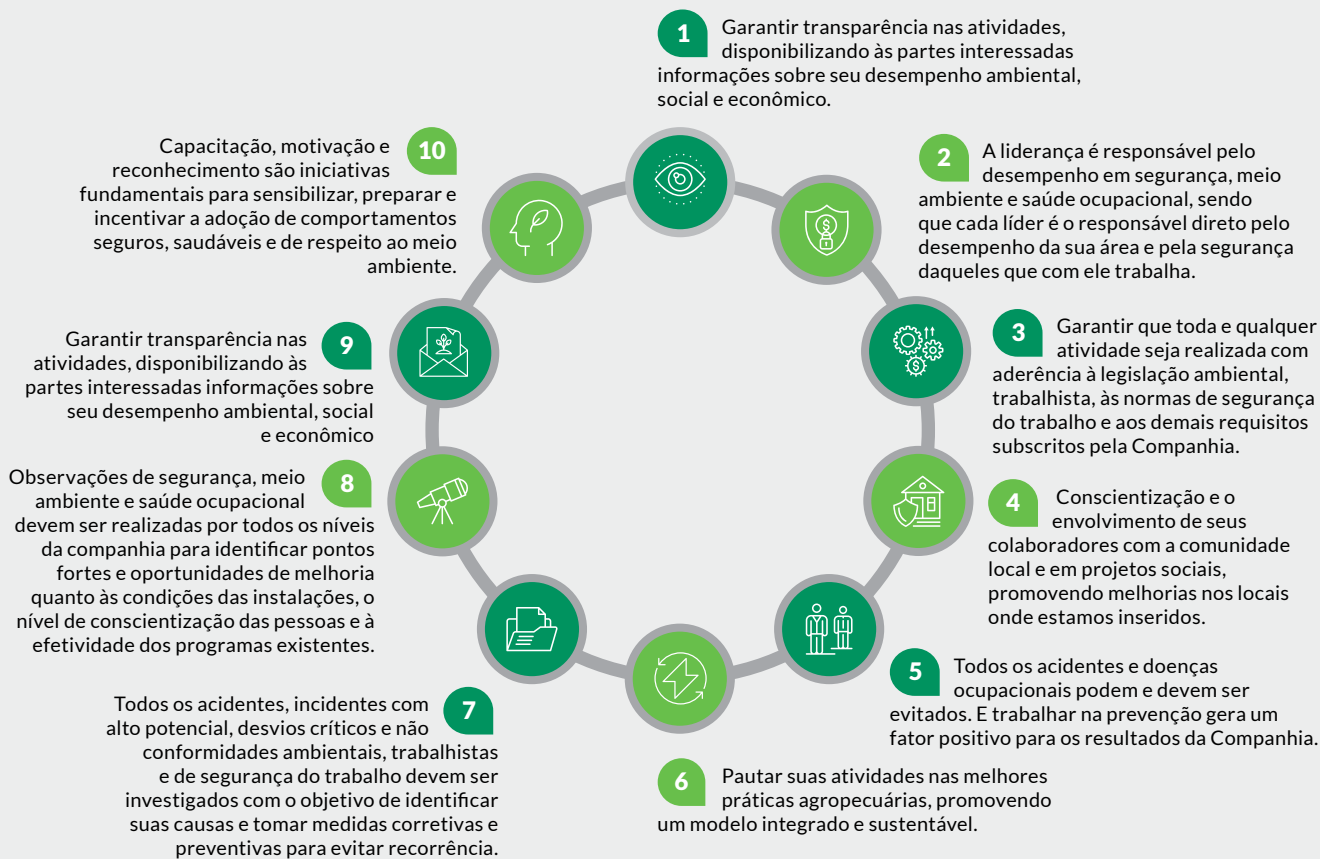 1 Garantir transparência nas atividades,
disponibilizando às partes interessadas
informações sobre seu desempenho ambiental,
social e econômico.
2 A liderança é responsável pelo
desempenho em segurança, meio
ambiente e saúde ocupacional, sendo
que cada líder é o responsável direto pelo
desempenho da sua área e pela segurança
daqueles que com ele trabalha.
3 Garantir que toda e qualquer
atividade seja realizada com
aderência à legislação ambiental,
trabalhista, às normas de segurança
do trabalho e aos demais requisitos
subscritos pela Companhia.
4 Conscientização e o
envolvimento de seus
colaboradores com a comunidade
local e em projetos sociais,
promovendo melhorias nos locais
onde estamos inseridos.
5 Todos os acidentes e doenças
ocupacionais podem e devem ser
evitados. E trabalhar na prevenção gera um
fator positivo para os resultados da Companhia.
6 Pautar suas atividades nas melhores
práticas agropecuárias, promovendo
um modelo integrado e sustentável.
7 Todos os acidentes, incidentes com
alto potencial, desvios críticos e não
conformidades ambientais, trabalhistas
e de segurança do trabalho devem ser
investigados com o objetivo de identificar
suas causas e tomar medidas corretivas e
preventivas para evitar recorrência.
8 Observações de segurança, meio
ambiente e saúde ocupacional
devem ser realizadas por todos os níveis
da companhia para identificar pontos
fortes e oportunidades de melhoria
quanto às condições das instalações, o
nível de conscientização das pessoas e à
efetividade dos programas existentes.
9 Garantir transparência nas
atividades, disponibilizando às
partes interessadas informações sobre
seu desempenho ambiental, social
e econômico
10 Capacitação, motivação e
reconhecimento são iniciativas
fundamentais para sensibilizar, preparar e
incentivar a adoção de comportamentos
seguros, saudáveis e de respeito ao meio
ambiente.